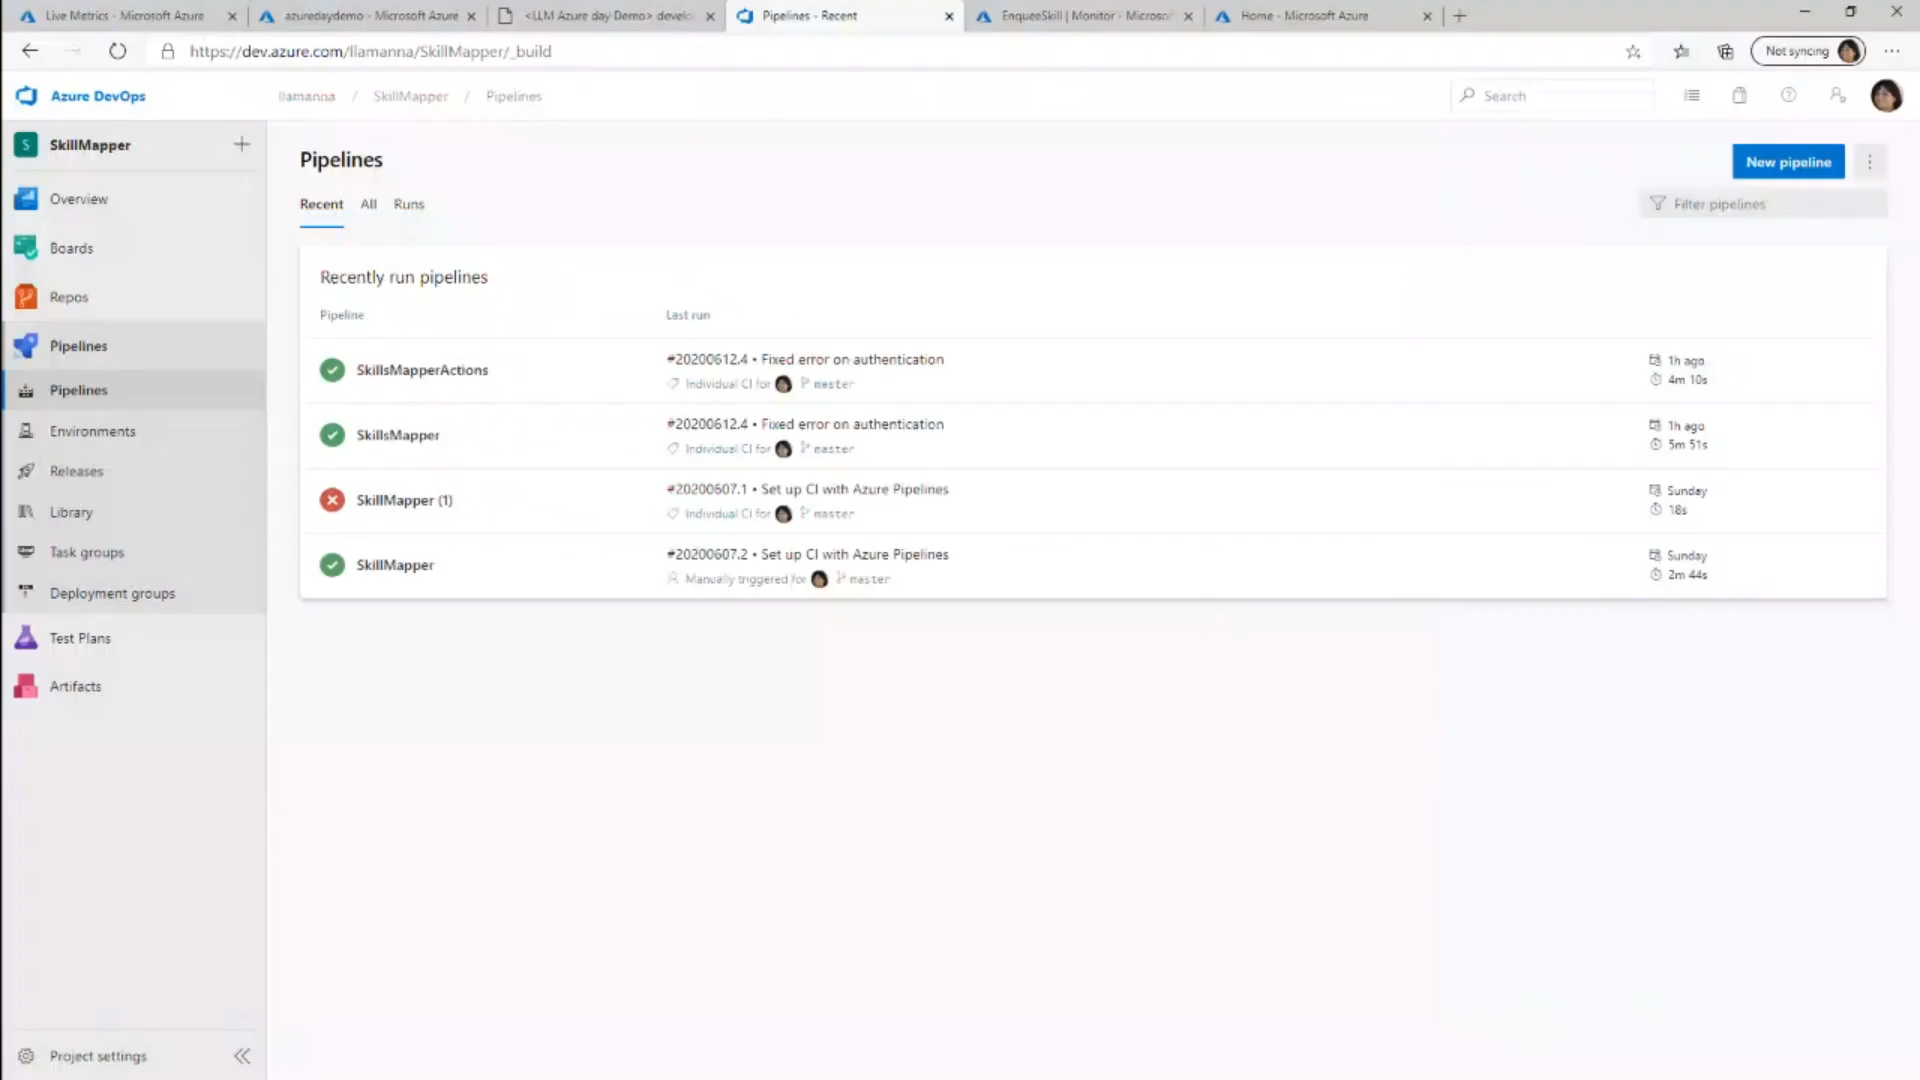 Live Metrics - Microsoft Azure
azuredaydemo - Microsoft Azure
<LLM Azure day Demo> develo
Pipelines - Recent
EnqueeSkill | Monitor - Microsof
Home - Microsoft Azure
https://dev.azure.com/llamanna/SkillMapper/_build
Not syncing
Azure DevOps
llamanna / SkillMapper / Pipelines
Search
S SkillMapper
Overview
Boards
Repos
Pipelines
Pipelines
Environments
Releases
Library
Task groups
Deployment groups
Test Plans
Artifacts
Project settings
Pipelines
New pipeline
Recent All Runs
Filter pipelines
Recently run pipelines
Pipeline Last run
SkillsMapperActions
#20200612.4 • Fixed error on authentication
Individual CI for master
1h ago
4m 10s
SkillsMapper
#20200612.4 • Fixed error on authentication
Individual CI for master
1h ago
5m 51s
SkillMapper (1)
#20200607.1 • Set up CI with Azure Pipelines
Individual CI for master
Sunday
18s
SkillMapper
#20200607.2 • Set up CI with Azure Pipelines
Manually triggered for master
Sunday
2m 44s